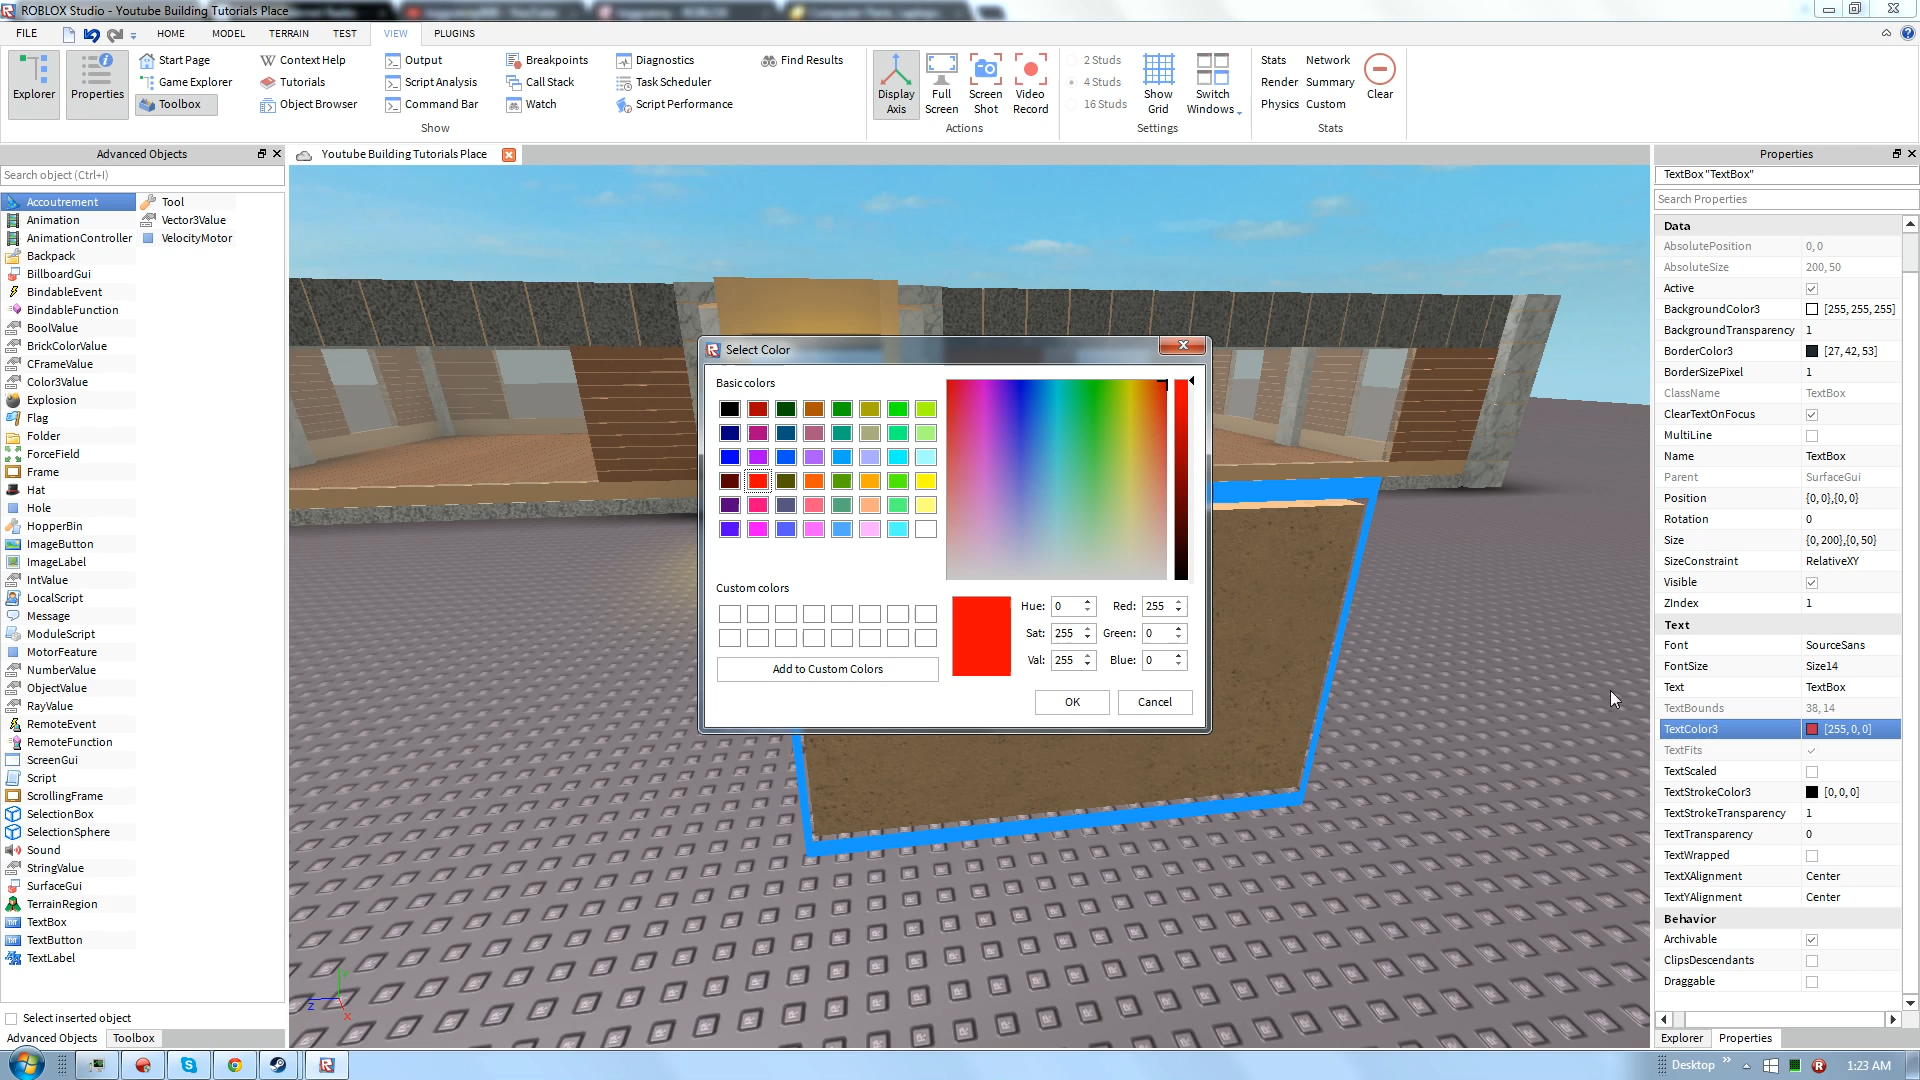 ROBLOX Studio - Youtube Building Tutorials Place
FILE HOME MODEL TERRAIN TEST VIEW PLUGINS
Explorer
Properties
Start Page
Game Explorer
Toolbox
Context Help
Tutorials
Object Browser
Output
Script Analysis
Command Bar
Breakpoints
Call Stack
Watch
Diagnostics
Task Scheduler
Script Performance
Find Results
Show
Display Axis
Full Screen
Screen Shot
Video Record
Actions
2 Studs
4 Studs
16 Studs
Show Grid
Switch Windows
Settings
Stats Network
Render Summary
Physics Custom
Clear
Stats
Advanced Objects
Search object (Ctrl+I)
Accoutrement
Animation
AnimationController
Backpack
BillboardGui
BindableEvent
BindableFunction
BoolValue
BrickColorValue
CFrameValue
Color3Value
Explosion
Flag
Folder
ForceField
Frame
Hat
Hole
HopperBin
ImageButton
ImageLabel
IntValue
LocalScript
Message
ModuleScript
MotorFeature
NumberValue
ObjectValue
RayValue
RemoteEvent
RemoteFunction
ScreenGui
Script
ScrollingFrame
SelectionBox
SelectionSphere
Sound
StringValue
SurfaceGui
TerrainRegion
TextBox
TextButton
TextLabel
Tool
Vector3Value
VelocityMotor
Select inserted object
Advanced Objects Toolbox
Youtube Building Tutorials Place
Select Color
Basic colors
Custom colors
Add to Custom Colors
Hue: 0 Red: 255
Sat: 255 Green: 0
Val: 255 Blue: 0
OK Cancel
Z
X
Properties
TextBox "TextBox"
Search Properties
Data
AbsolutePosition 0, 0
AbsoluteSize 200, 50
Active
BackgroundColor3 [255, 255, 255]
BackgroundTransparency 1
BorderColor3 [27, 42, 53]
BorderSizePixel 1
ClassName TextBox
ClearTextOnFocus
MultiLine
Name TextBox
Parent SurfaceGui
Position {0, 0},{0, 0}
Rotation 0
Size {0, 200},{0, 50}
SizeConstraint RelativeXY
Visible
ZIndex 1
Text
Font SourceSans
FontSize Size14
Text TextBox
TextBounds 38, 14
TextColor3 [255, 0, 0]
TextFits
TextScaled
TextStrokeColor3 [0, 0, 0]
TextStrokeTransparency 1
TextTransparency 0
TextWrapped
TextXAlignment Center
TextYAlignment Center
Behavior
Archivable
ClipsDescendants
Draggable
Explorer Properties
Desktop » 1:23 AM